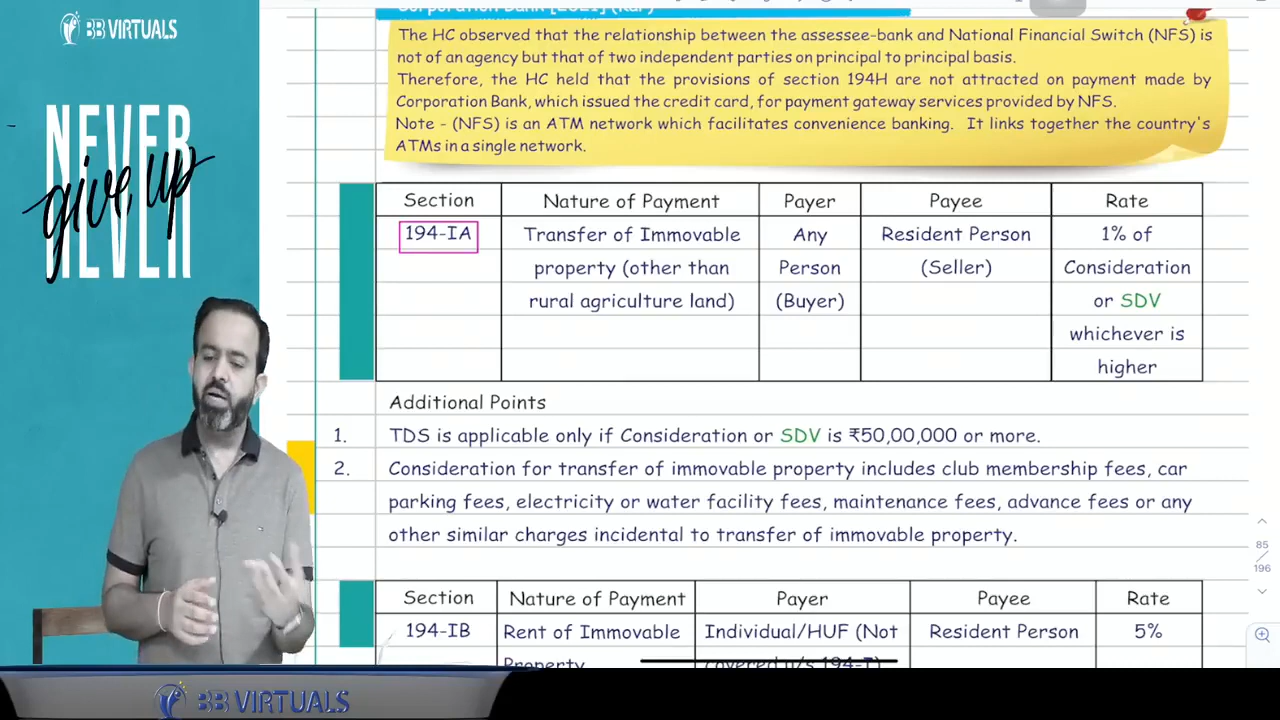 BB VIRTUALS
NEVER
give up
NEVER
The HC observed that the relationship between the assessee-bank and National Financial Switch (NFS) is
not of an agency but that of two independent parties on principal to principal basis.
Therefore, the HC held that the provisions of section 194H are not attracted on payment made by
Corporation Bank, which issued the credit card, for payment gateway services provided by NFS.
Note - (NFS) is an ATM network which facilitates convenience banking. It links together the country's
ATMs in a single network.
Section Nature of Payment Payer Payee Rate
194-IA Transfer of Immovable Any Resident Person 1% of
property (other than Person (Seller) Consideration
rural agriculture land) (Buyer) or SDV
whichever is
higher
Additional Points
1. TDS is applicable only if Consideration or SDV is ₹50,00,000 or more.
2. Consideration for transfer of immovable property includes club membership fees, car
parking fees, electricity or water facility fees, maintenance fees, advance fees or any
other similar charges incidental to transfer of immovable property.
85
196
Section Nature of Payment Payer Payee Rate
194-IB Rent of Immovable Individual/HUF (Not Resident Person 5%
Property covered u/s 194-I)
BB VIRTUALS